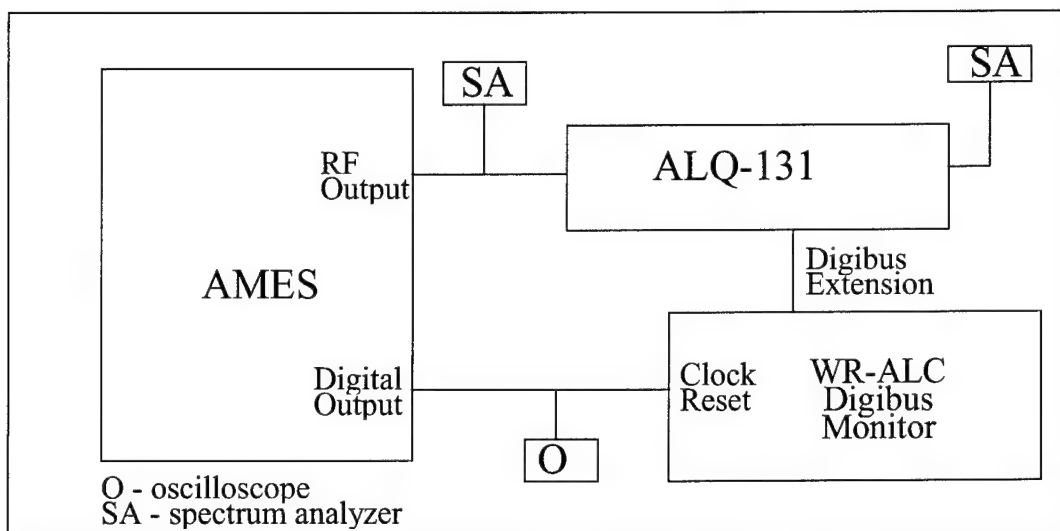 SA
SA
RF
Output
ALQ-131
AMES
Digibus
Extension
Digital
Output
Clock
Reset
WR-ALC
Digibus
Monitor
O
O - oscilloscope
SA - spectrum analyzer